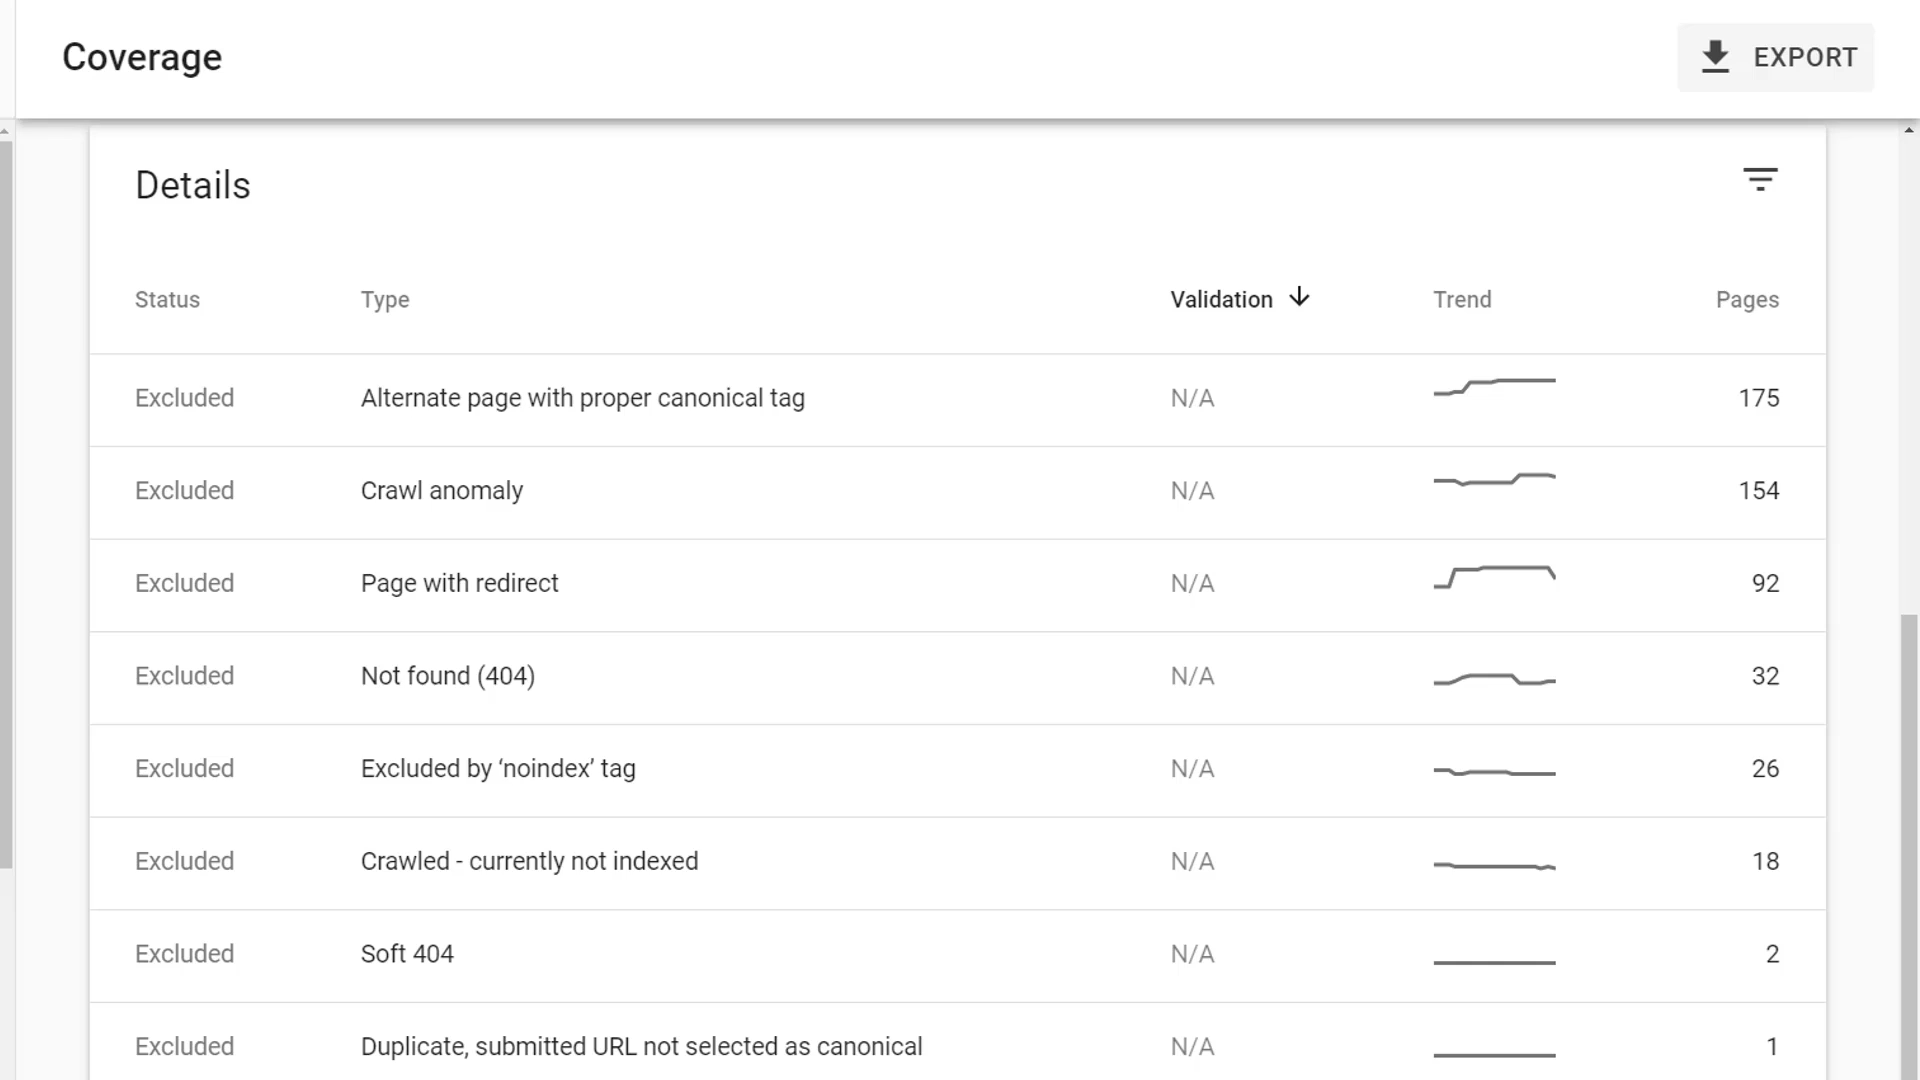 Coverage
EXPORT
Details
Status Type Validation Trend Pages
Excluded Alternate page with proper canonical tag N/A 175
Excluded Crawl anomaly N/A 154
Excluded Page with redirect N/A 92
Excluded Not found (404) N/A 32
Excluded Excluded by ‘noindex’ tag N/A 26
Excluded Crawled - currently not indexed N/A 18
Excluded Soft 404 N/A 2
Excluded Duplicate, submitted URL not selected as canonical N/A 1